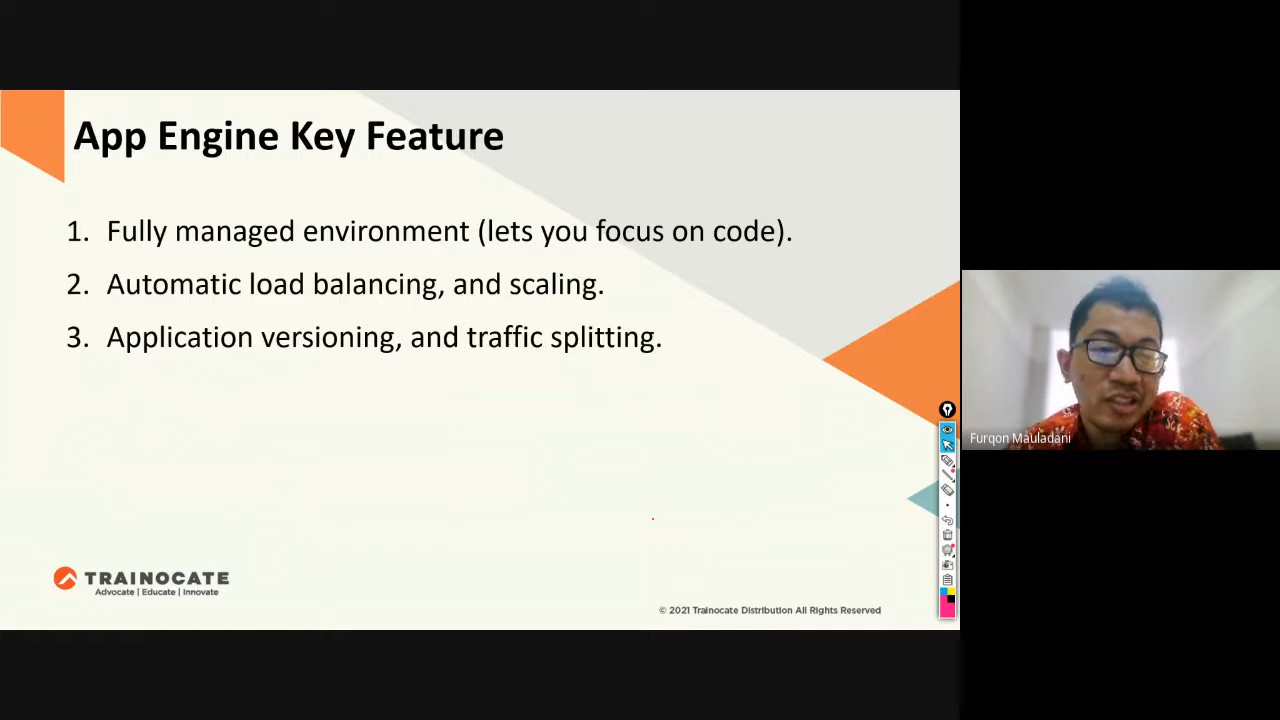 App Engine Key Feature
1. Fully managed environment (lets you focus on code).
2. Automatic load balancing, and scaling.
3. Application versioning, and traffic splitting.
Furqon Mauladani
TRAINOCATE
Advocate | Educate | Innovate
© 2021 Trainocate Distribution All Rights Reserved